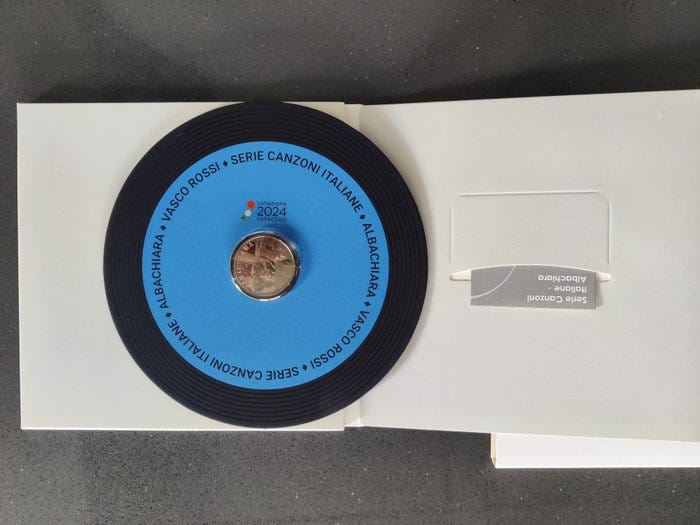 SERIE CANZONI ITALIANE ♦ ALBACHIARA ♦ VASCO ROSSI ♦ SERIE CANZONI ITALIANE ♦ ALBACHIARA ♦ VASCO ROSSI ♦
collezione
2024
collection
Serie Canzoni
Italiane -
Albachiara